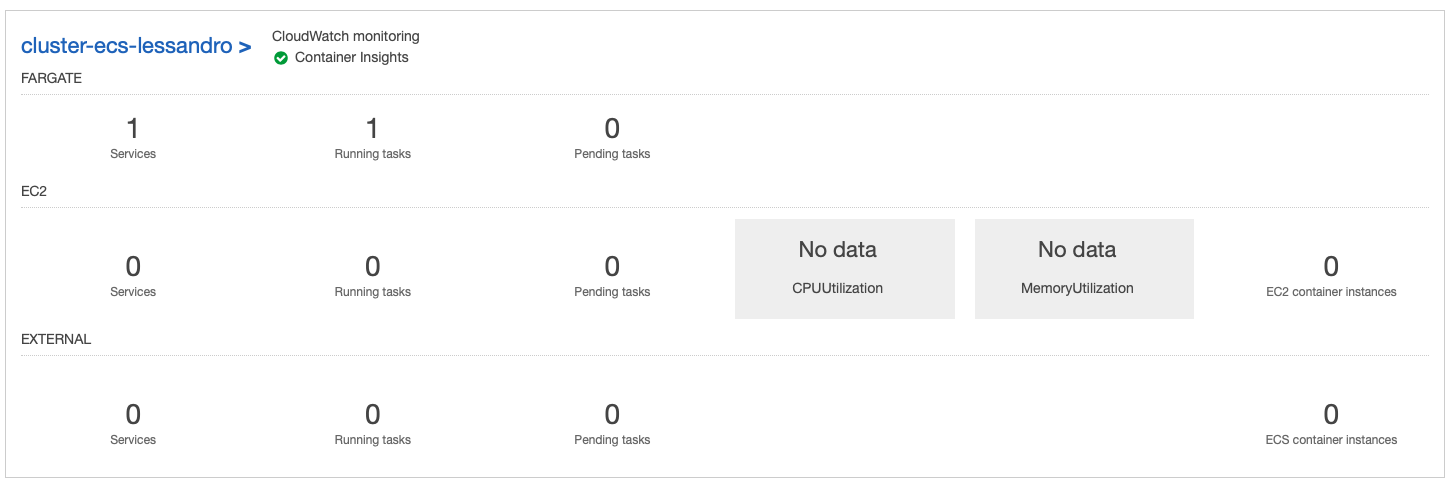 cluster-ecs-lessandro >
CloudWatch monitoring
Container Insights
FARGATE
1 1 0
Services Running tasks Pending tasks
EC2
No data No data
0 0 0 0
CPUUtilization MemoryUtilization
Services Running tasks Pending tasks EC2 container instances
EXTERNAL
0 0 0 0
Services Running tasks Pending tasks ECS container instances